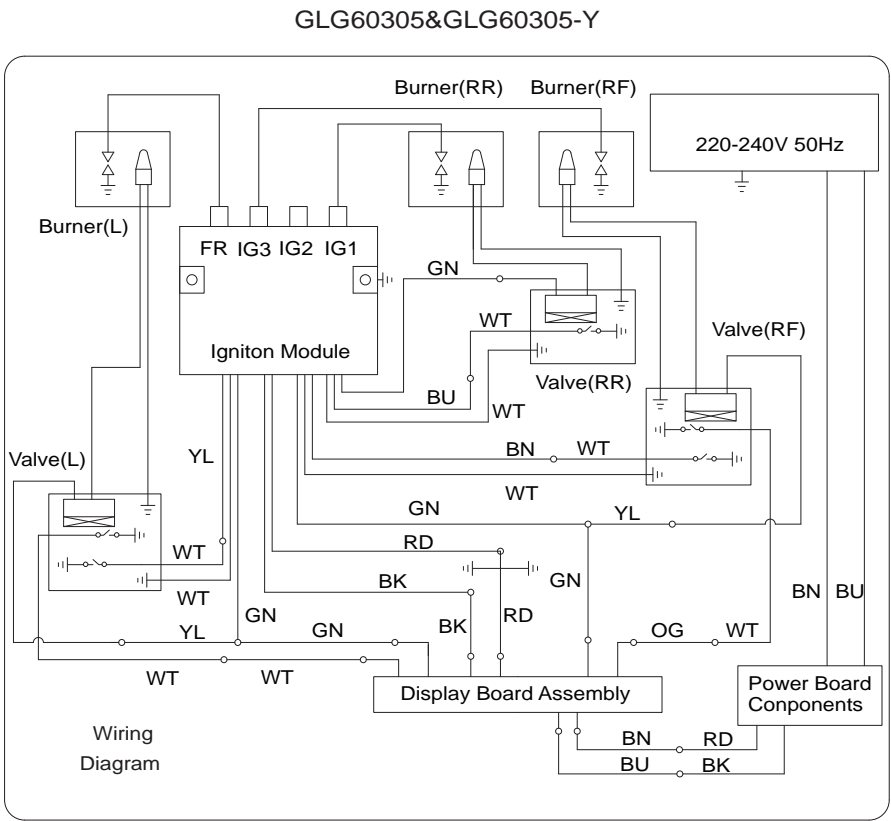 GLG60305&GLG60305-Y
Burner(RR)
Burner(RF)
220-240V 50Hz
Burner(L)
FR
IG3
IG2
IG1
GN
WT
Igniton Module
Valve(RF)
Valve(RR)
BU
WT
Valve(L)
YL
BN
WT
WT
GN
YL
WT
RD
BK
GN
WT
BN
BU
GN
BK
RD
YL
GN
OG
WT
WT
WT
Display Board Assembly
Power Board
Conponents
Wiring
Diagram
BN
RD
BU
BK